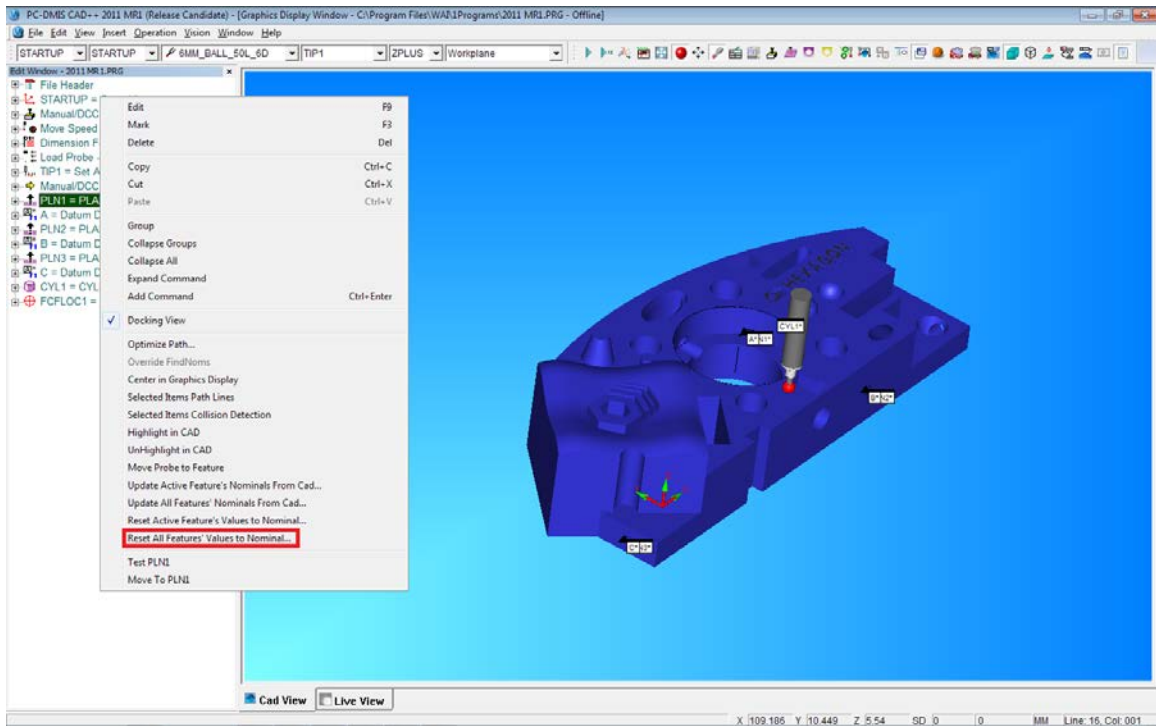 PC-DMIS CAD++ 2011 MR1 (Release Candidate) - [Graphics Display Window - C:\Program Files\WAI\1Programs\2011 MR1.PRG - Offline]
File Edit View Insert Operation Vision Window Help
STARTUP STARTUP 6MM_BALL_50L_6D TIP1 ZPLUS Workplane
Edit Window - 2011 MR1.PRG
File Header
STARTUP =
Manual/DCC
Move Speed
Dimension F
Load Probe -
TIP1 = Set A
Manual/DCC
PLN1 = PLA
A = Datum D
PLN2 = PLA
B = Datum D
PLN3 = PLA
C = Datum D
CYL1 = CYL
FCFLOC1 =
Edit F9
Mark F3
Delete Del
Copy Ctrl+C
Cut Ctrl+X
Paste Ctrl+V
Group
Collapse Groups
Collapse All
Expand Command
Add Command Ctrl+Enter
Docking View
Optimize Path...
Override FindNoms
Center in Graphics Display
Selected Items Path Lines
Selected Items Collision Detection
Highlight in CAD
UnHighlight in CAD
Move Probe to Feature
Update Active Feature's Nominals From Cad...
Update All Features' Nominals From Cad...
Reset Active Feature's Values to Nominal...
Reset All Features' Values to Nominal...
Test PLN1
Move To PLN1
HEXAGON
CYL1*
A* N1*
B* N2*
C* N3*
Cad View Live View
X 109.186 Y 10.449 Z 5.54 SD 0 0 MM Line: 16, Col: 001